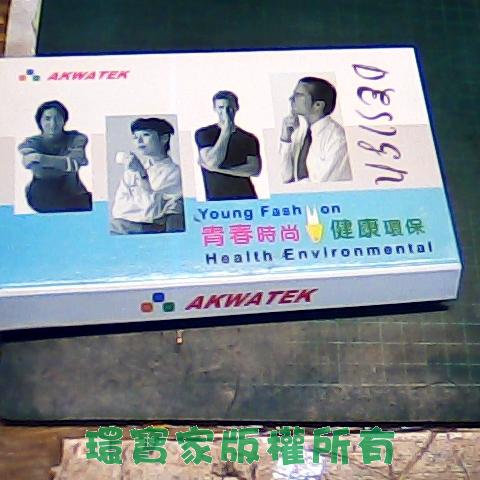 AKWATEK
Young Fashion
青春時尚 健康環保
Health Environmental
AKWATEK
環寶家版權所有